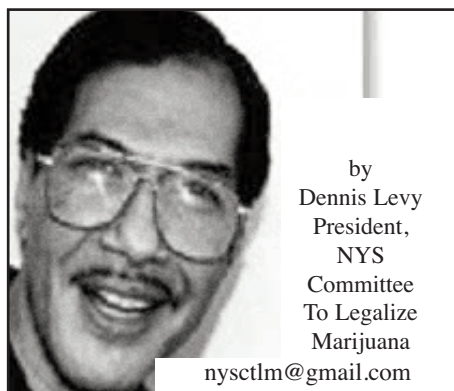 by
Dennis Levy
President,
NYS
Committee
To Legalize
Marijuana
nysctlm@gmail.com